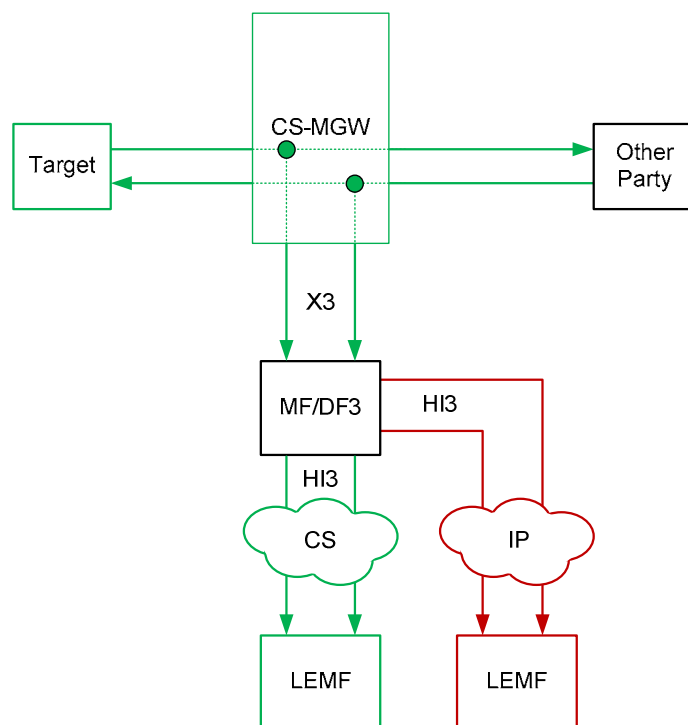 CS-MGW
Target
Other
Party
X3
MF/DF3
HI3
HI3
CS
IP
LEMF
LEMF